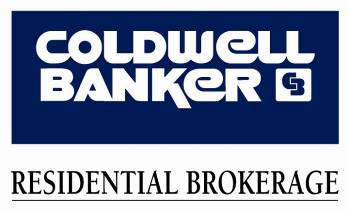 COLDWELL
BANKER CB
RESIDENTIAL BROKERAGE